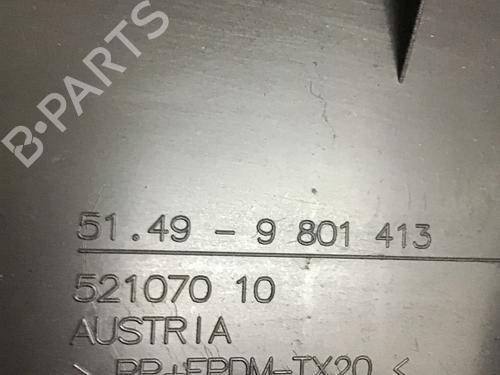 B-PARTS
51.49 - 9 801 413
521070 10
AUSTRIA
> PP+EPDM-TX20 <